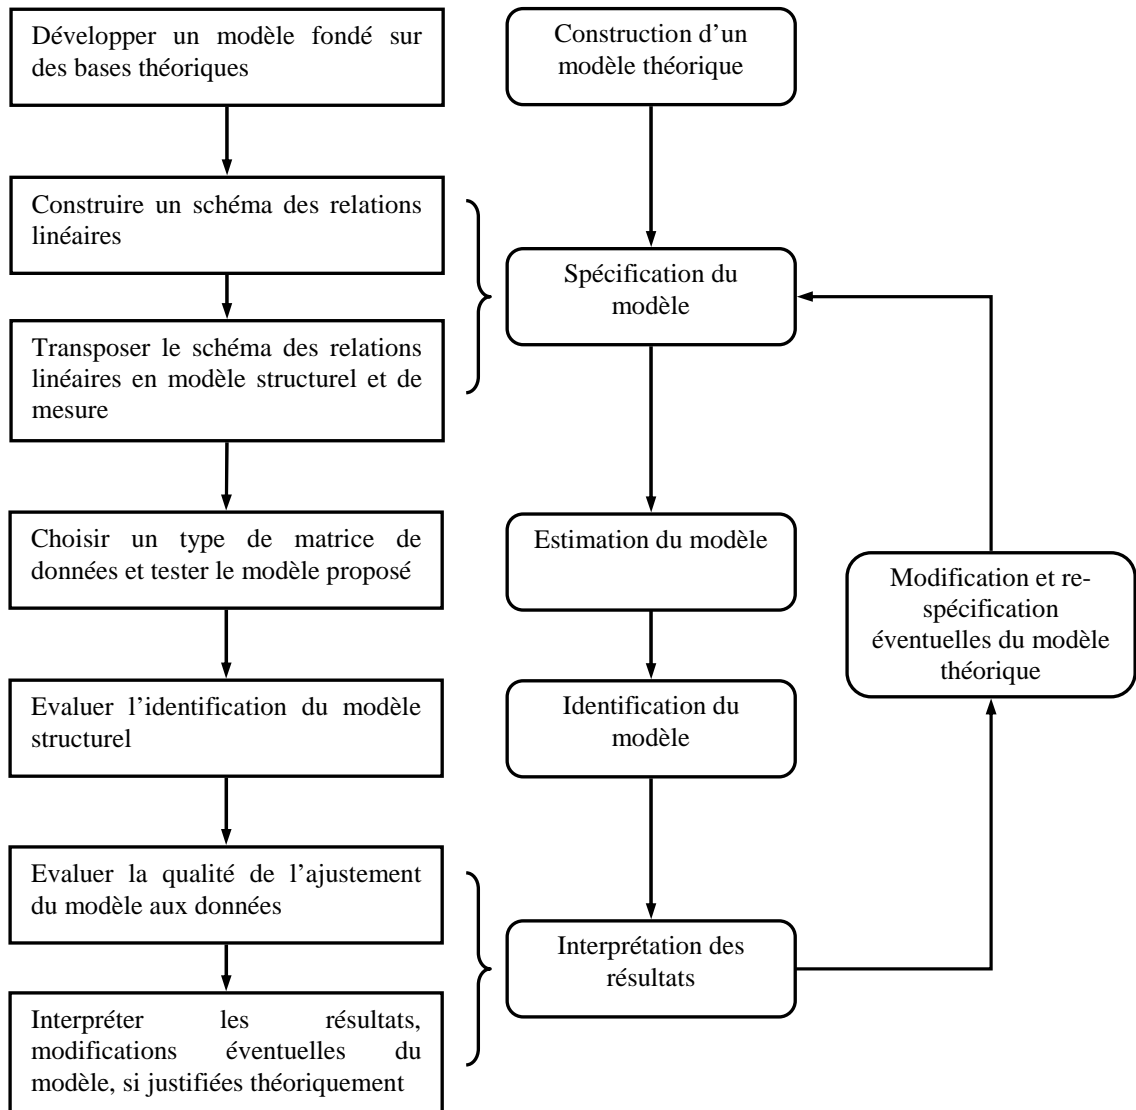 Développer un modèle fondé sur
des bases théoriques
Construire un schéma des relations
linéaires
Transposer le schéma des relations
linéaires en modèle structurel et de
mesure
Choisir un type de matrice de
données et tester le modèle proposé
Evaluer l’identification du modèle
structurel
Evaluer la qualité de l’ajustement
du modèle aux données
Interpréter les résultats,
modifications éventuelles du
modèle, si justifiées théoriquement
Construction d’un
modèle théorique
Spécification du
modèle
Estimation du modèle
Identification du
modèle
Interprétation des
résultats
Modification et re-
spécification
éventuelles du modèle
théorique